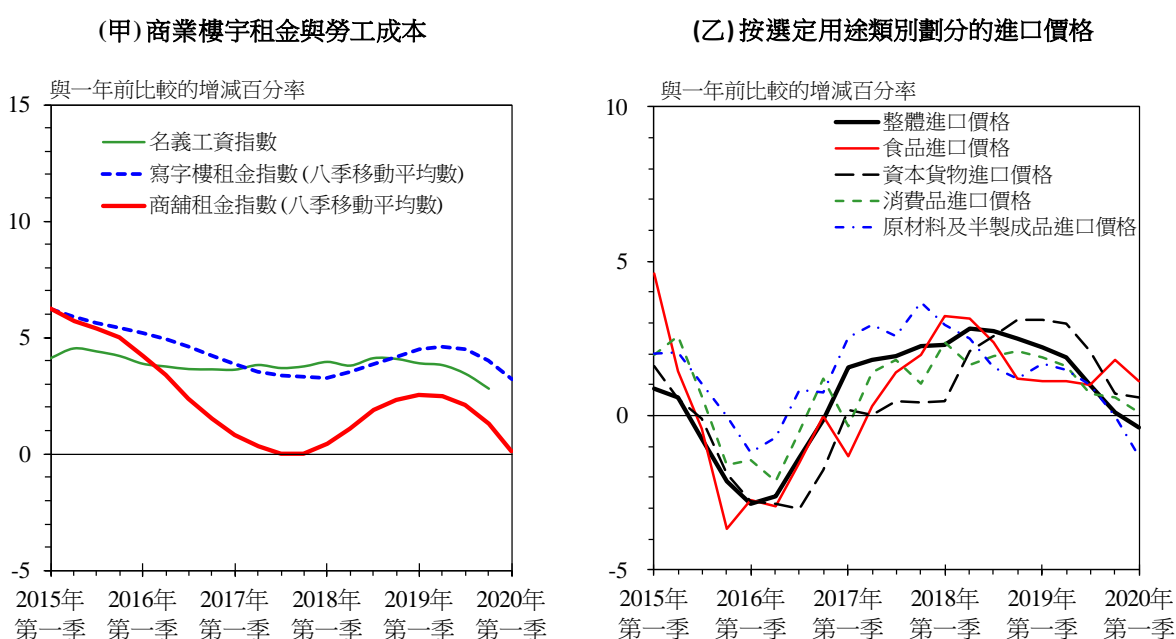 (甲) 商業樓宇租金與勞工成本
與一年前比較的增減百分率
15
10
5
0
-5
名義工資指數
寫字樓租金指數 (八季移動平均數)
商舖租金指數 (八季移動平均數)
2015年 2016年 2017年 2018年 2019年 2020年
第一季 第一季 第一季 第一季 第一季 第一季
(乙) 按選定用途類別劃分的進口價格
與一年前比較的增減百分率
10
5
0
-5
整體進口價格
食品進口價格
資本貨物進口價格
消費品進口價格
原材料及半製成品進口價格
2015年 2016年 2017年 2018年 2019年 2020年
第一季 第一季 第一季 第一季 第一季 第一季